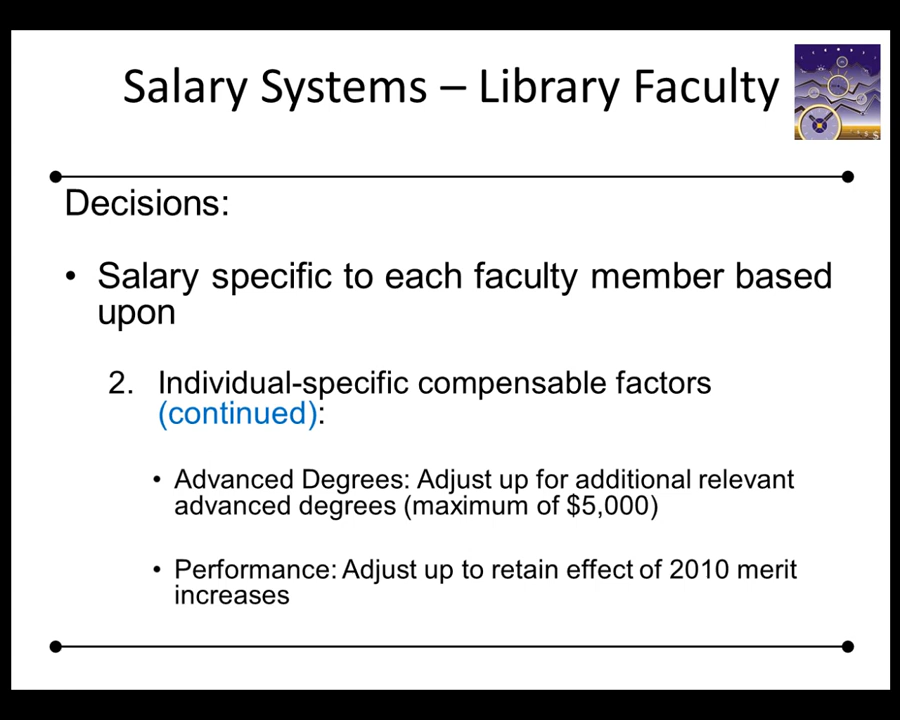 Salary Systems – Library Faculty
Decisions:
• Salary specific to each faculty member based
upon
2. Individual-specific compensable factors
(continued):
• Advanced Degrees: Adjust up for additional relevant
advanced degrees (maximum of $5,000)
• Performance: Adjust up to retain effect of 2010 merit
increases